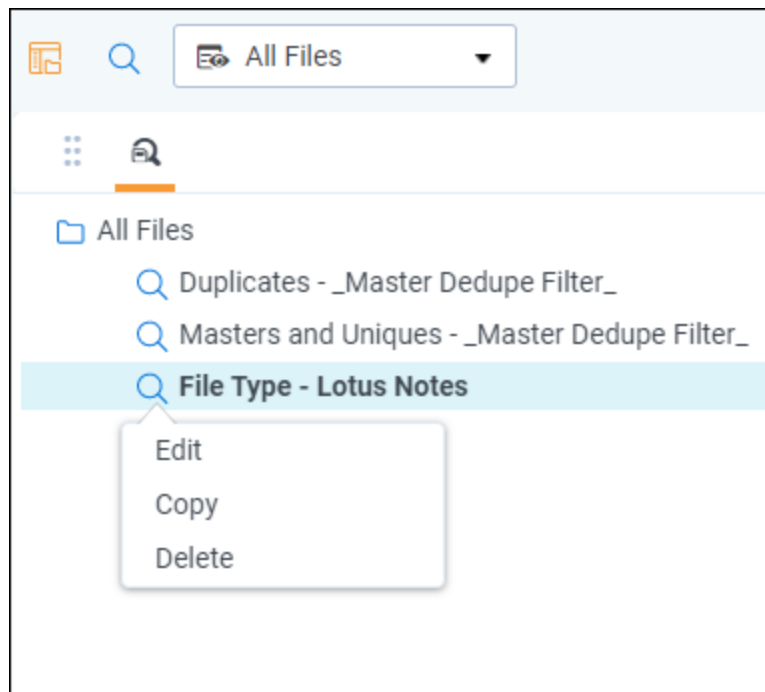 All Files
All Files
Duplicates - _Master Dedupe Filter_
Masters and Uniques - _Master Dedupe Filter_
File Type - Lotus Notes
Edit
Copy
Delete